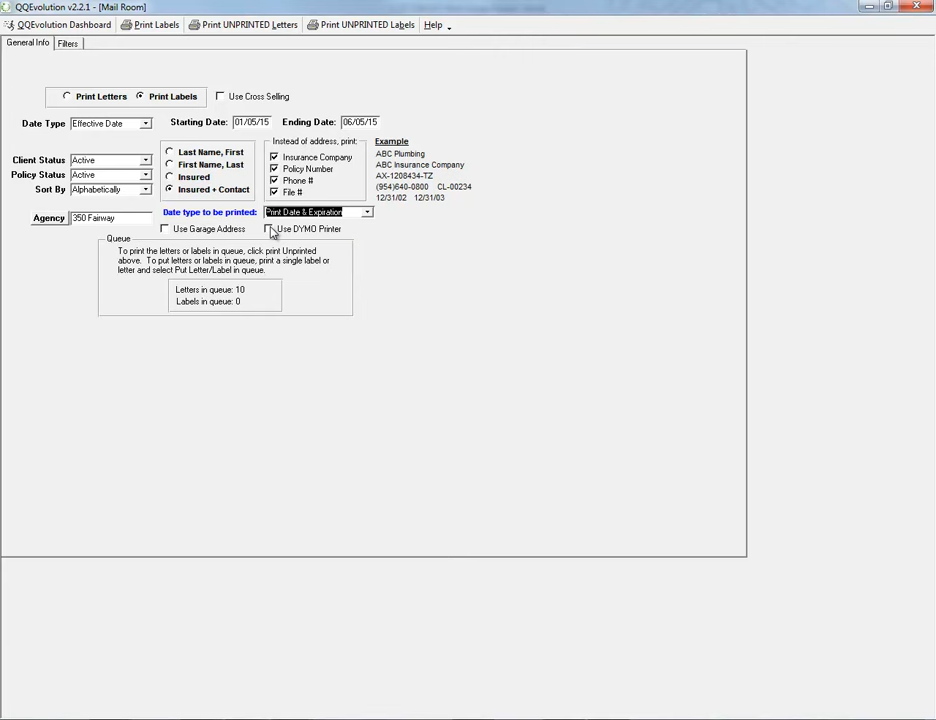 QQEvolution v2.2.1 - [Mail Room]
QQEvolution Dashboard Print Labels Print UNPRINTED Letters Print UNPRINTED Labels Help
General Info Filters
Print Letters Print Labels Use Cross Selling
Date Type Effective Date Starting Date: 01/05/15 Ending Date: 06/05/15
Client Status Active
Policy Status Active
Sort By Alphabetically
Agency 350 Fairway
Last Name, First
First Name, Last
Insured
Insured + Contact
Instead of address, print:
Insurance Company
Policy Number
Phone #
File #
Example
ABC Plumbing
ABC Insurance Company
AX-1208434-TZ
(954)640-0800 CL-00234
12/31/02 12/31/03
Date type to be printed: Print Date & Expiration
Use Garage Address Use DYMO Printer
Queue
To print the letters or labels in queue, click print Unprinted
above. To put letters or labels in queue, print a single label or
letter and select Put Letter/Label in queue.
Letters in queue: 10
Labels in queue: 0